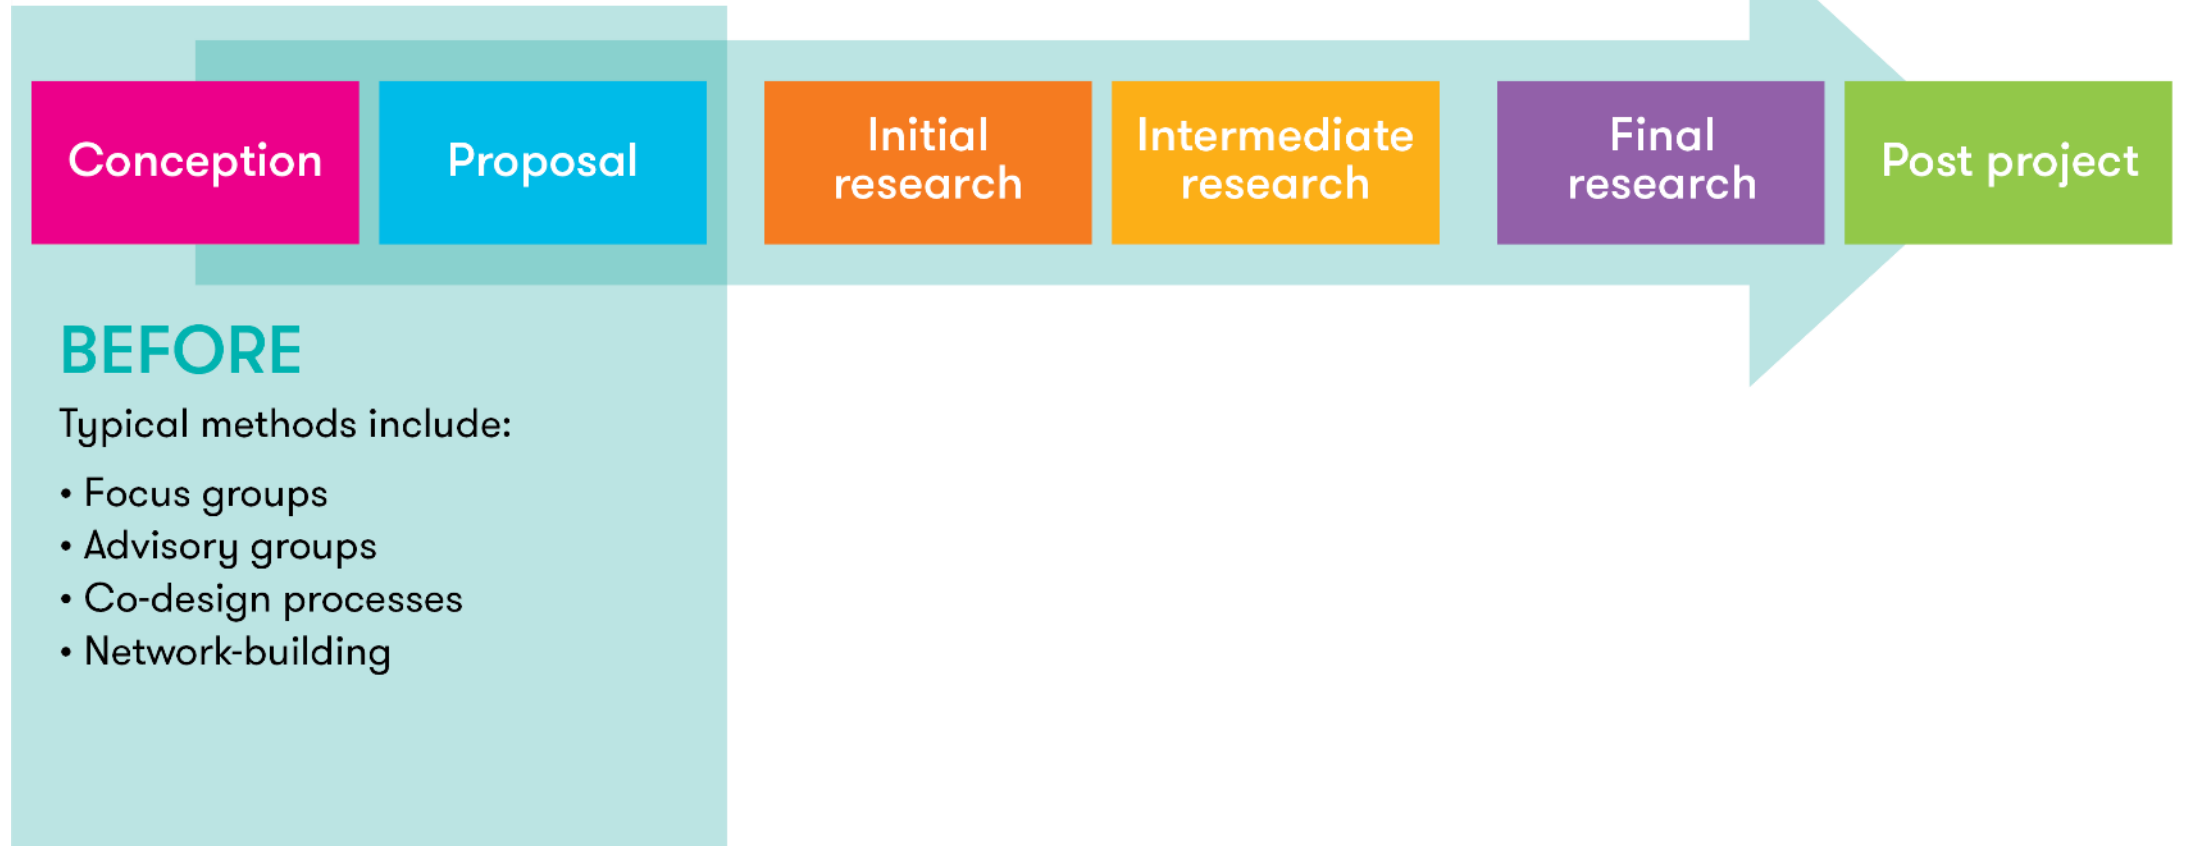 Conception
Proposal
Initial
research
Intermediate
research
Final
research
Post project
BEFORE
Typical methods include:
• Focus groups
• Advisory groups
• Co-design processes
• Network-building